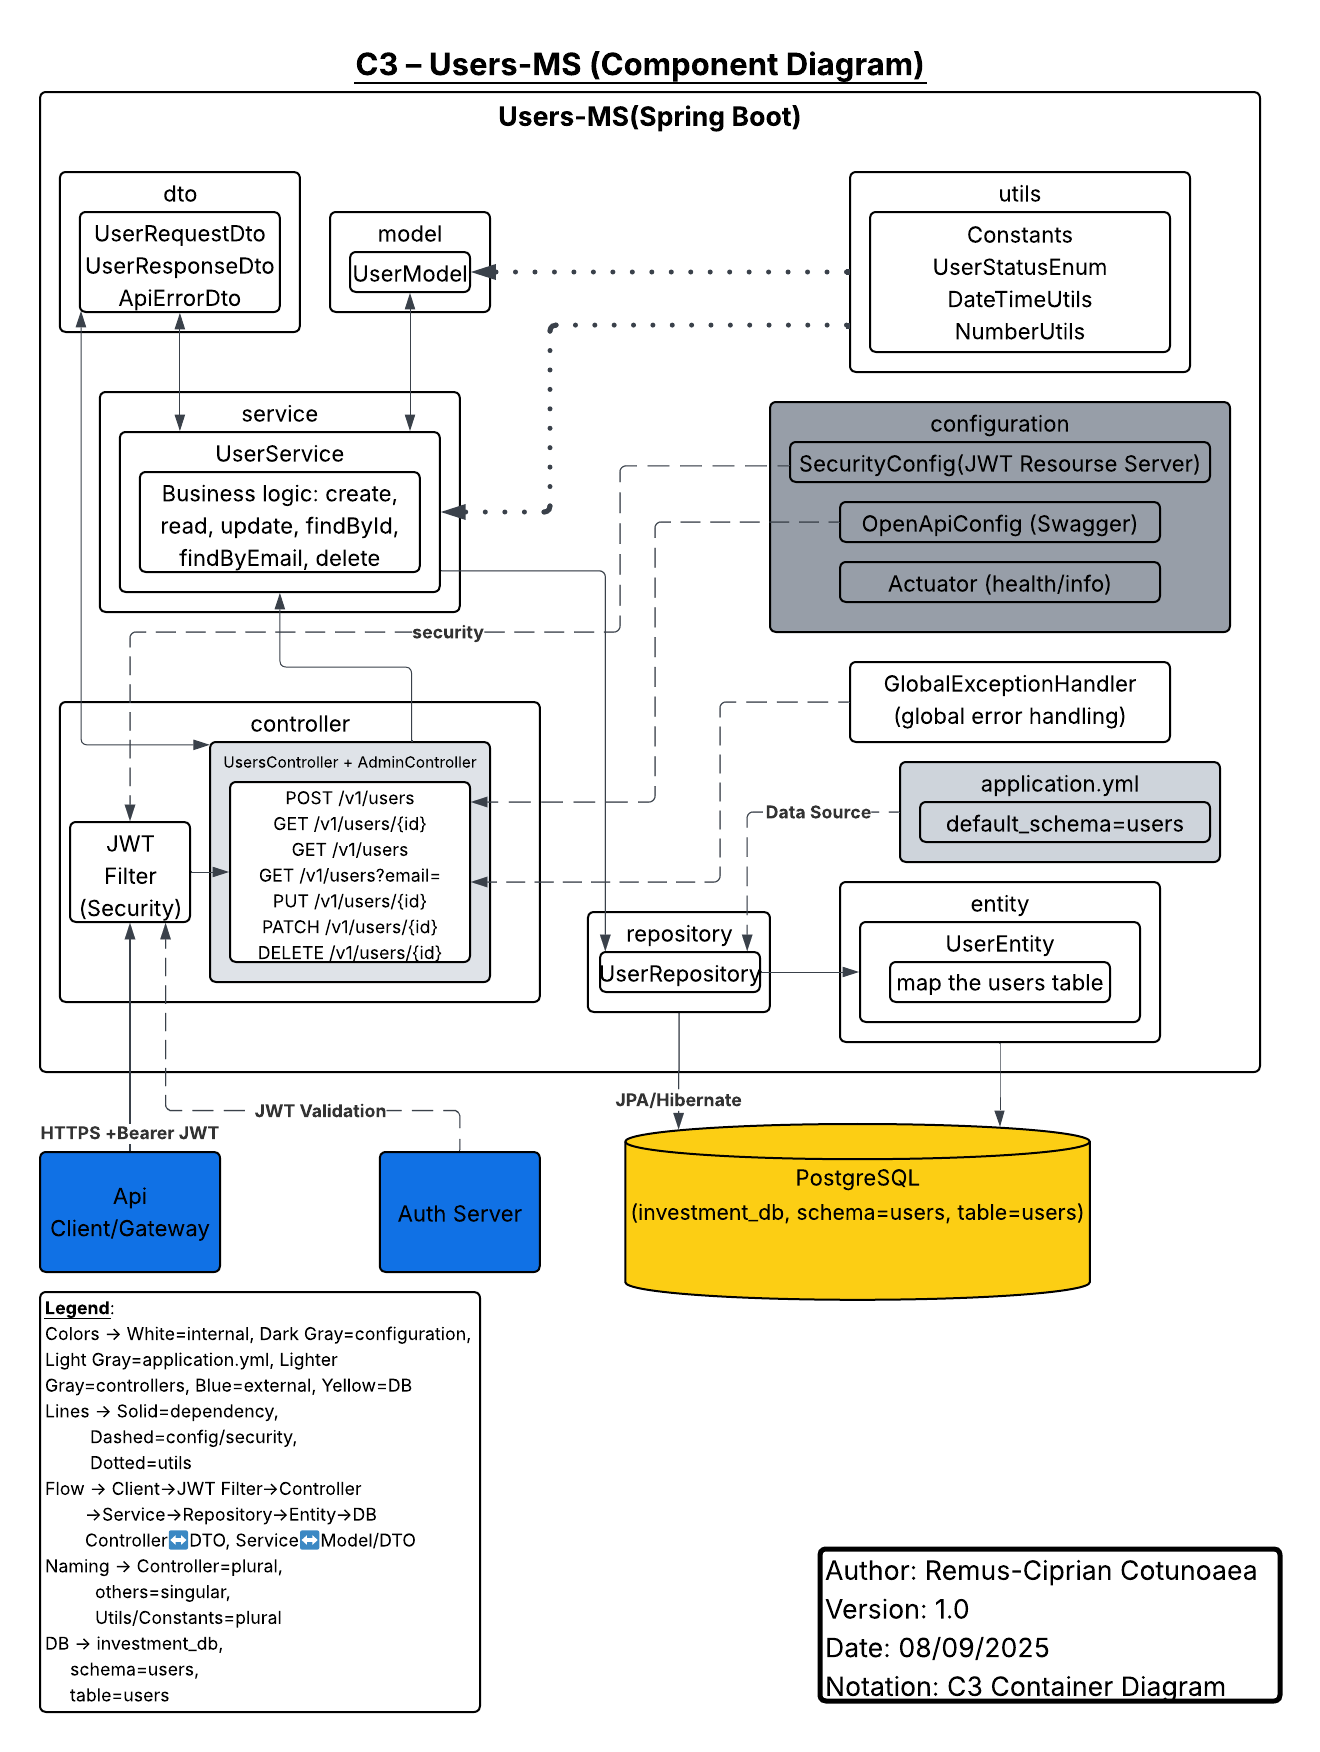 C3 – Users-MS (Component Diagram)
Users-MS(Spring Boot)
dto
UserRequestDto
UserResponseDto
ApiErrorDto
model
UserModel
utils
Constants
UserStatusEnum
DateTimeUtils
NumberUtils
service
UserService
Business logic: create,
read, update, findById,
findByEmail, delete
configuration
SecurityConfig(JWT Resourse Server)
OpenApiConfig (Swagger)
Actuator (health/info)
security
GlobalExceptionHandler
(global error handling)
controller
UsersController + AdminController
POST /v1/users
GET /v1/users/{id}
GET /v1/users
GET /v1/users?email=
PUT /v1/users/{id}
PATCH /v1/users/{id}
DELETE /v1/users/{id}
JWT
Filter
(Security)
application.yml
default_schema=users
Data Source
repository
UserRepository
entity
UserEntity
map the users table
JPA/Hibernate
JWT Validation
HTTPS +Bearer JWT
Api
Client/Gateway
Auth Server
PostgreSQL
(investment_db, schema=users, table=users)
Legend:
Colors → White=internal, Dark Gray=configuration,
Light Gray=application.yml, Lighter
Gray=controllers, Blue=external, Yellow=DB
Lines → Solid=dependency,
Dashed=config/security,
Dotted=utils
Flow → Client→JWT Filter→Controller
→Service→Repository→Entity→DB
Controller↔️DTO, Service↔️Model/DTO
Naming → Controller=plural,
others=singular,
Utils/Constants=plural
DB → investment_db,
schema=users,
table=users
Author: Remus-Ciprian Cotunoaea
Version: 1.0
Date: 08/09/2025
Notation: C3 Container Diagram